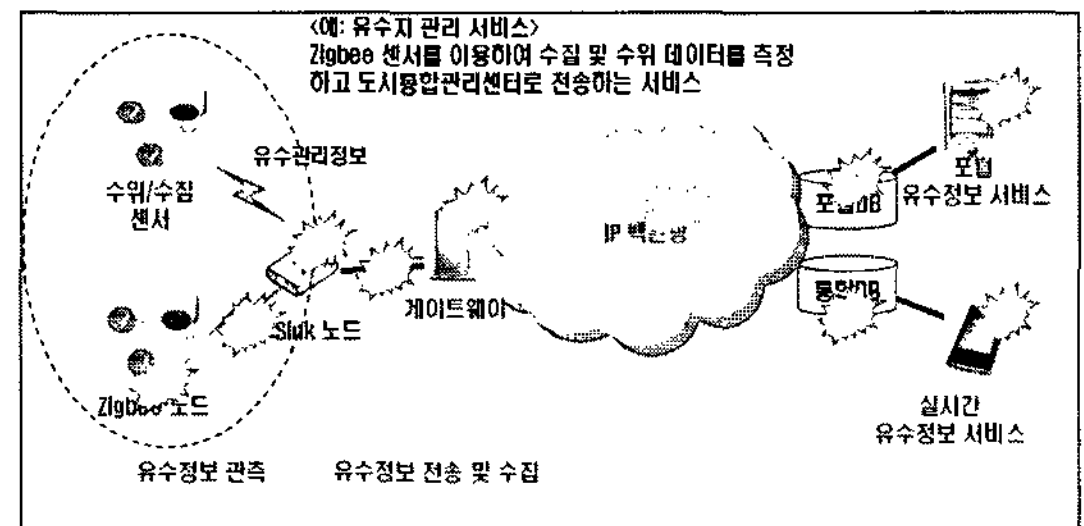 <예: 유수지 관리 서비스>
Zigbee 센서를 이용하여 수집 및 수위 데이터를 측정
하고 도시통합관리센터로 전송하는 서비스
유수관리정보
수위/수집
센서
포털
유수정보 서비스
포털DB
IP 백본망
통합DB
게이트웨이
Siuk 노드
Zigbee 노드
실시간
유수정보 서비스
유수정보 관측
유수정보 전송 및 수집